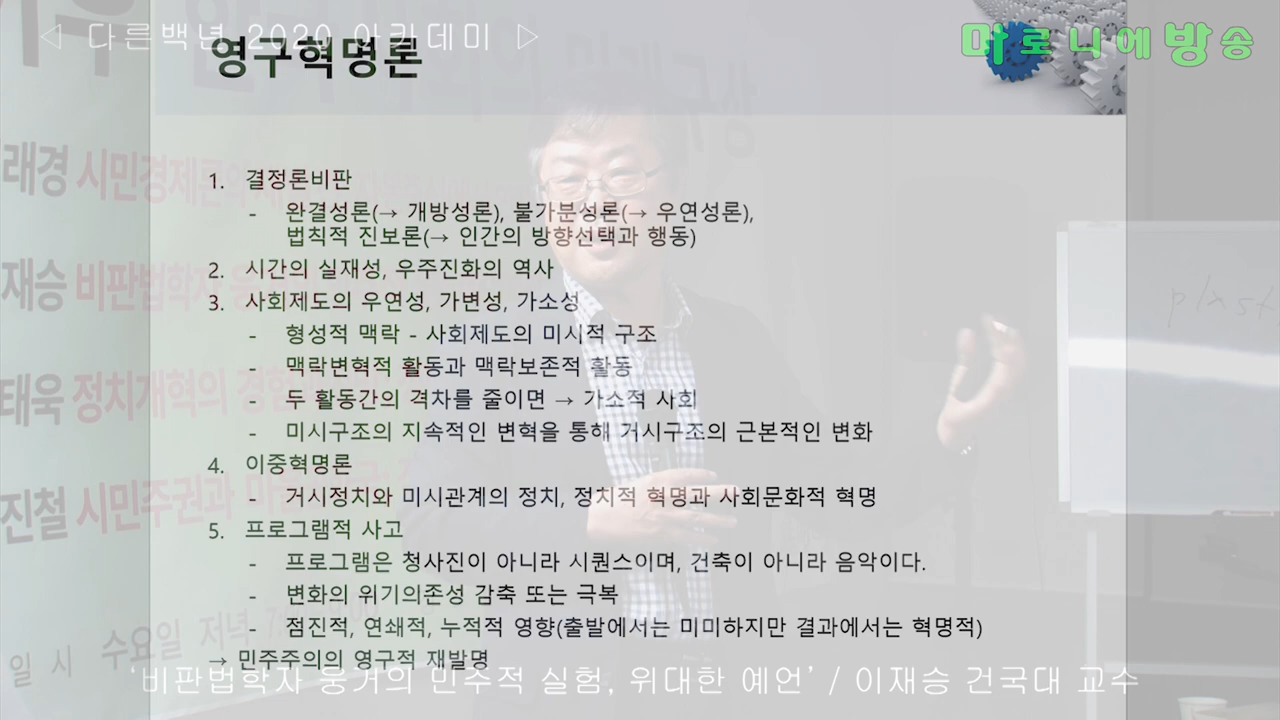 ◁ 다른백년 2020 아카데미 ▷
마로니에방송
영구혁명론
1. 결정론비판
- 완결성론(→ 개방성론), 불가분성론(→ 우연성론),
법칙적 진보론(→ 인간의 방향선택과 행동)
2. 시간의 실재성, 우주진화의 역사
3. 사회제도의 우연성, 가변성, 가소성
- 형성적 맥락 - 사회제도의 미시적 구조
- 맥락변혁적 활동과 맥락보존적 활동
- 두 활동간의 격차를 줄이면 → 가소적 사회
- 미시구조의 지속적인 변혁을 통해 거시구조의 근본적인 변화
4. 이중혁명론
- 거시정치와 미시관계의 정치, 정치적 혁명과 사회문화적 혁명
5. 프로그램적 사고
- 프로그램은 청사진이 아니라 시퀀스이며, 건축이 아니라 음악이다.
- 변화의 위기의존성 감축 또는 극복
- 점진적, 연쇄적, 누적적 영향(출발에서는 미미하지만 결과에서는 혁명적)
→ 민주주의의 영구적 재발명
래경 시민경제론의
재승 비판법학자
태욱 정치개혁의 경험
진철 시민주권과
일 시 수요일 저녁
plast
'비판법학자 웅거의 민주적 실험, 위대한 예언' / 이재승 건국대 교수